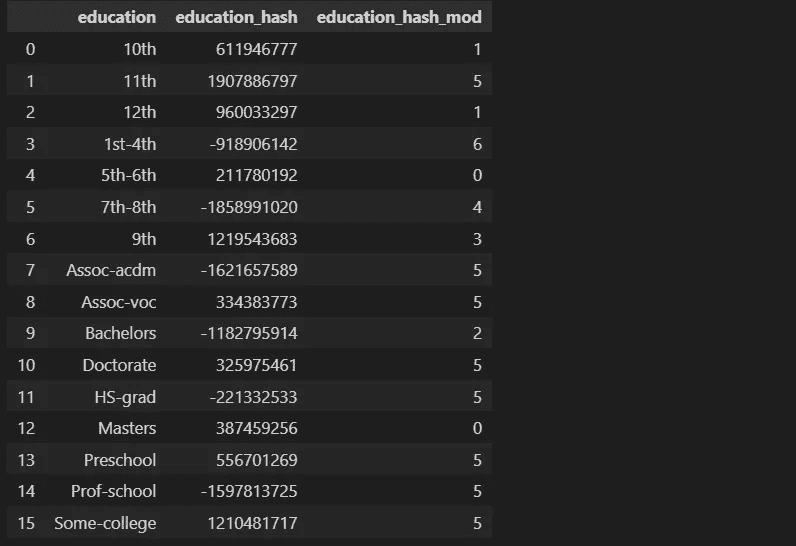 education education_hash education_hash_mod
0 10th 611946777 1
1 11th 1907886797 5
2 12th 960033297 1
3 1st-4th -918906142 6
4 5th-6th 211780192 0
5 7th-8th -1858991020 4
6 9th 1219543683 3
7 Assoc-acdm -1621657589 5
8 Assoc-voc 334383773 5
9 Bachelors -1182795914 2
10 Doctorate 325975461 5
11 HS-grad -221332533 5
12 Masters 387459256 0
13 Preschool 556701269 5
14 Prof-school -1597813725 5
15 Some-college 1210481717 5